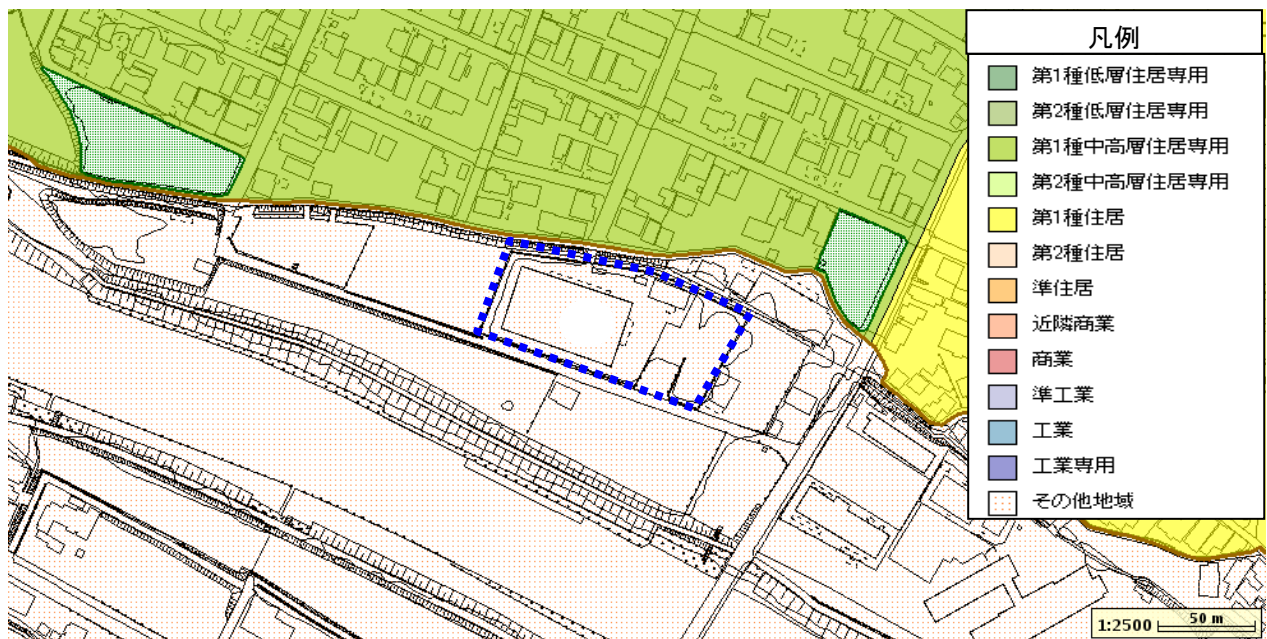 凡例
第1種低層住居専用
第2種低層住居専用
第1種中高層住居専用
第2種中高層住居専用
第1種住居
第2種住居
準住居
近隣商業
商業
準工業
工業
工業専用
その他地域
1:2500 50 m